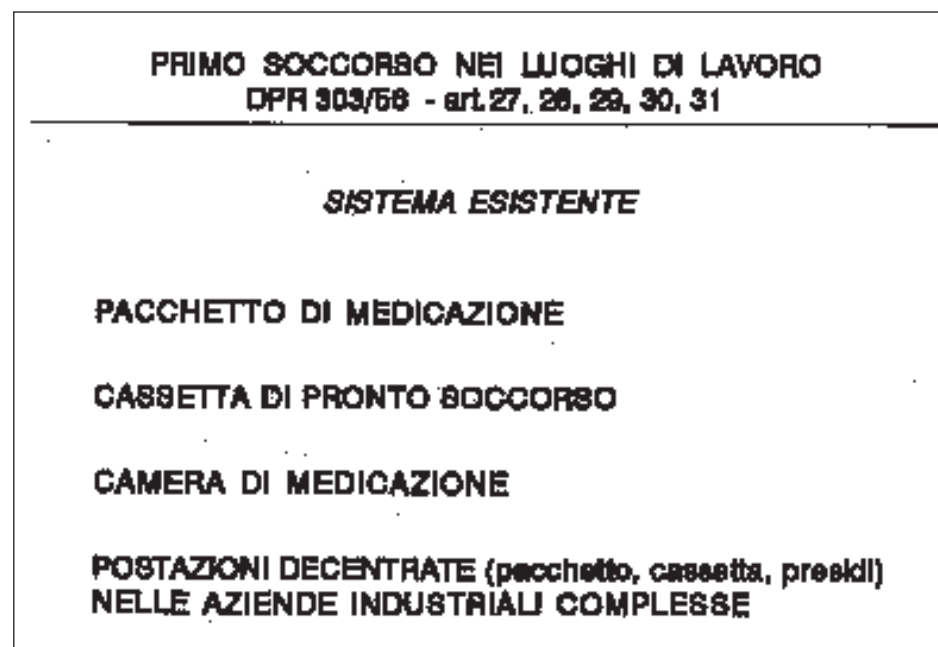 PRIMO SOCCORSO NEI LUOGHI DI LAVORO
DPR 303/56 - art.27, 28, 29, 30, 31
SISTEMA ESISTENTE
PACCHETTO DI MEDICAZIONE
CASSETTA DI PRONTO SOCCORSO
CAMERA DI MEDICAZIONE
POSTAZIONI DECENTRATE (pacchetto, cassetta, presidi)
NELLE AZIENDE INDUSTRIALI COMPLESSE